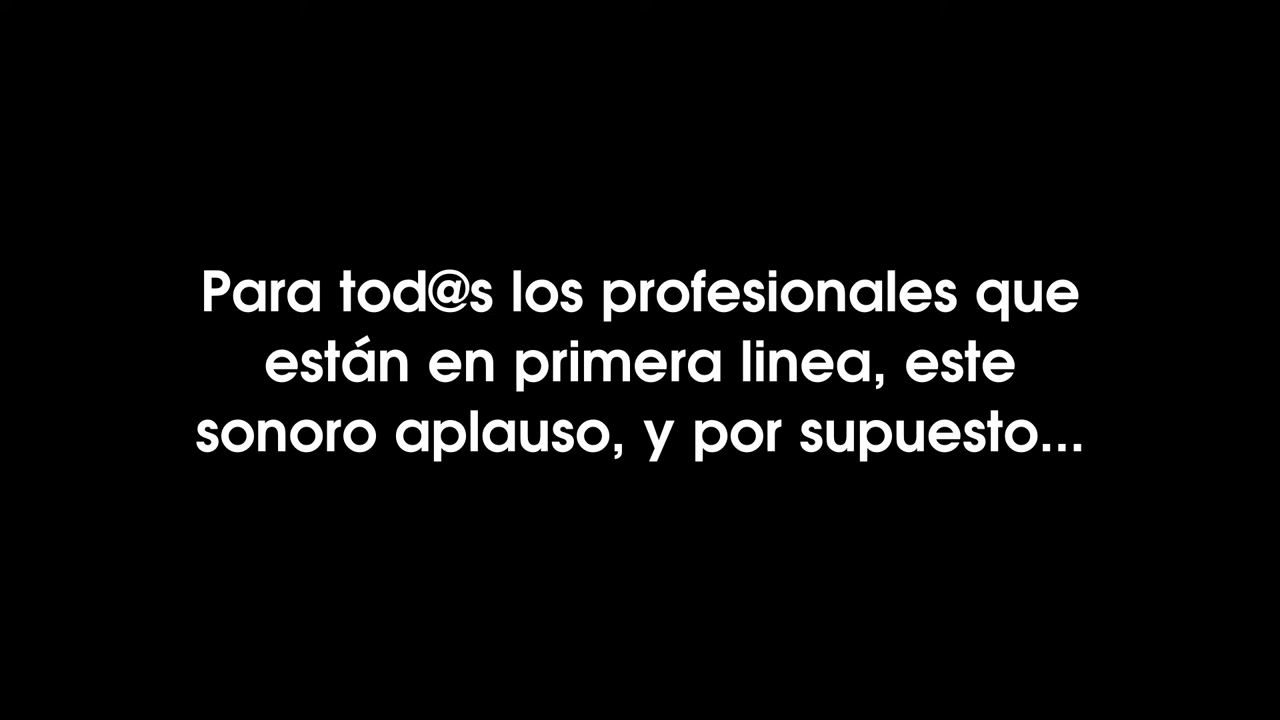 Para tod@s los profesionales que
están en primera linea, este
sonoro aplauso, y por supuesto...